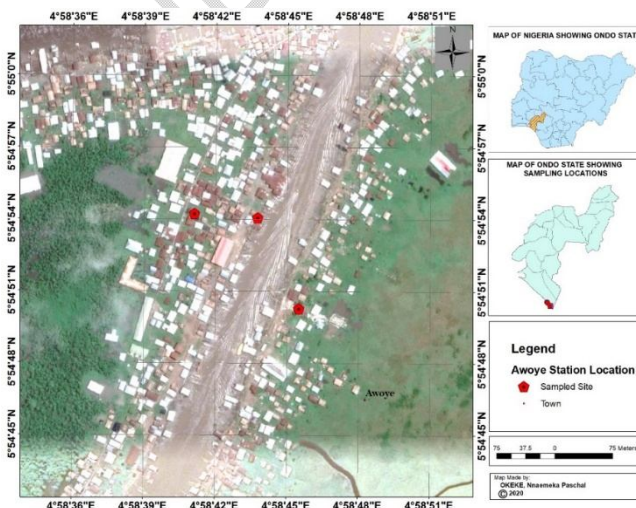 4°58'36"E 4°58'39"E 4°58'42"E 4°58'45"E 4°58'48"E 4°58'51"E
5°55'0"N
5°54'57"N
5°54'54"N
5°54'51"N
5°54'48"N
5°54'45"N
N
Awoye
5°55'0"N
5°54'57"N
5°54'54"N
5°54'51"N
5°54'48"N
5°54'45"N
4°58'36"E 4°58'39"E 4°58'42"E 4°58'45"E 4°58'48"E 4°58'51"E
MAP OF NIGERIA SHOWING ONDO STAT
MAP OF ONDO STATE SHOWING
SAMPLING LOCATIONS
Legend
Awoye Station Location
Sampled Site
Town
75 37.5 0 75 Meters
Map Made by:
OKEKE, Nnaemeka Paschal
© 2020